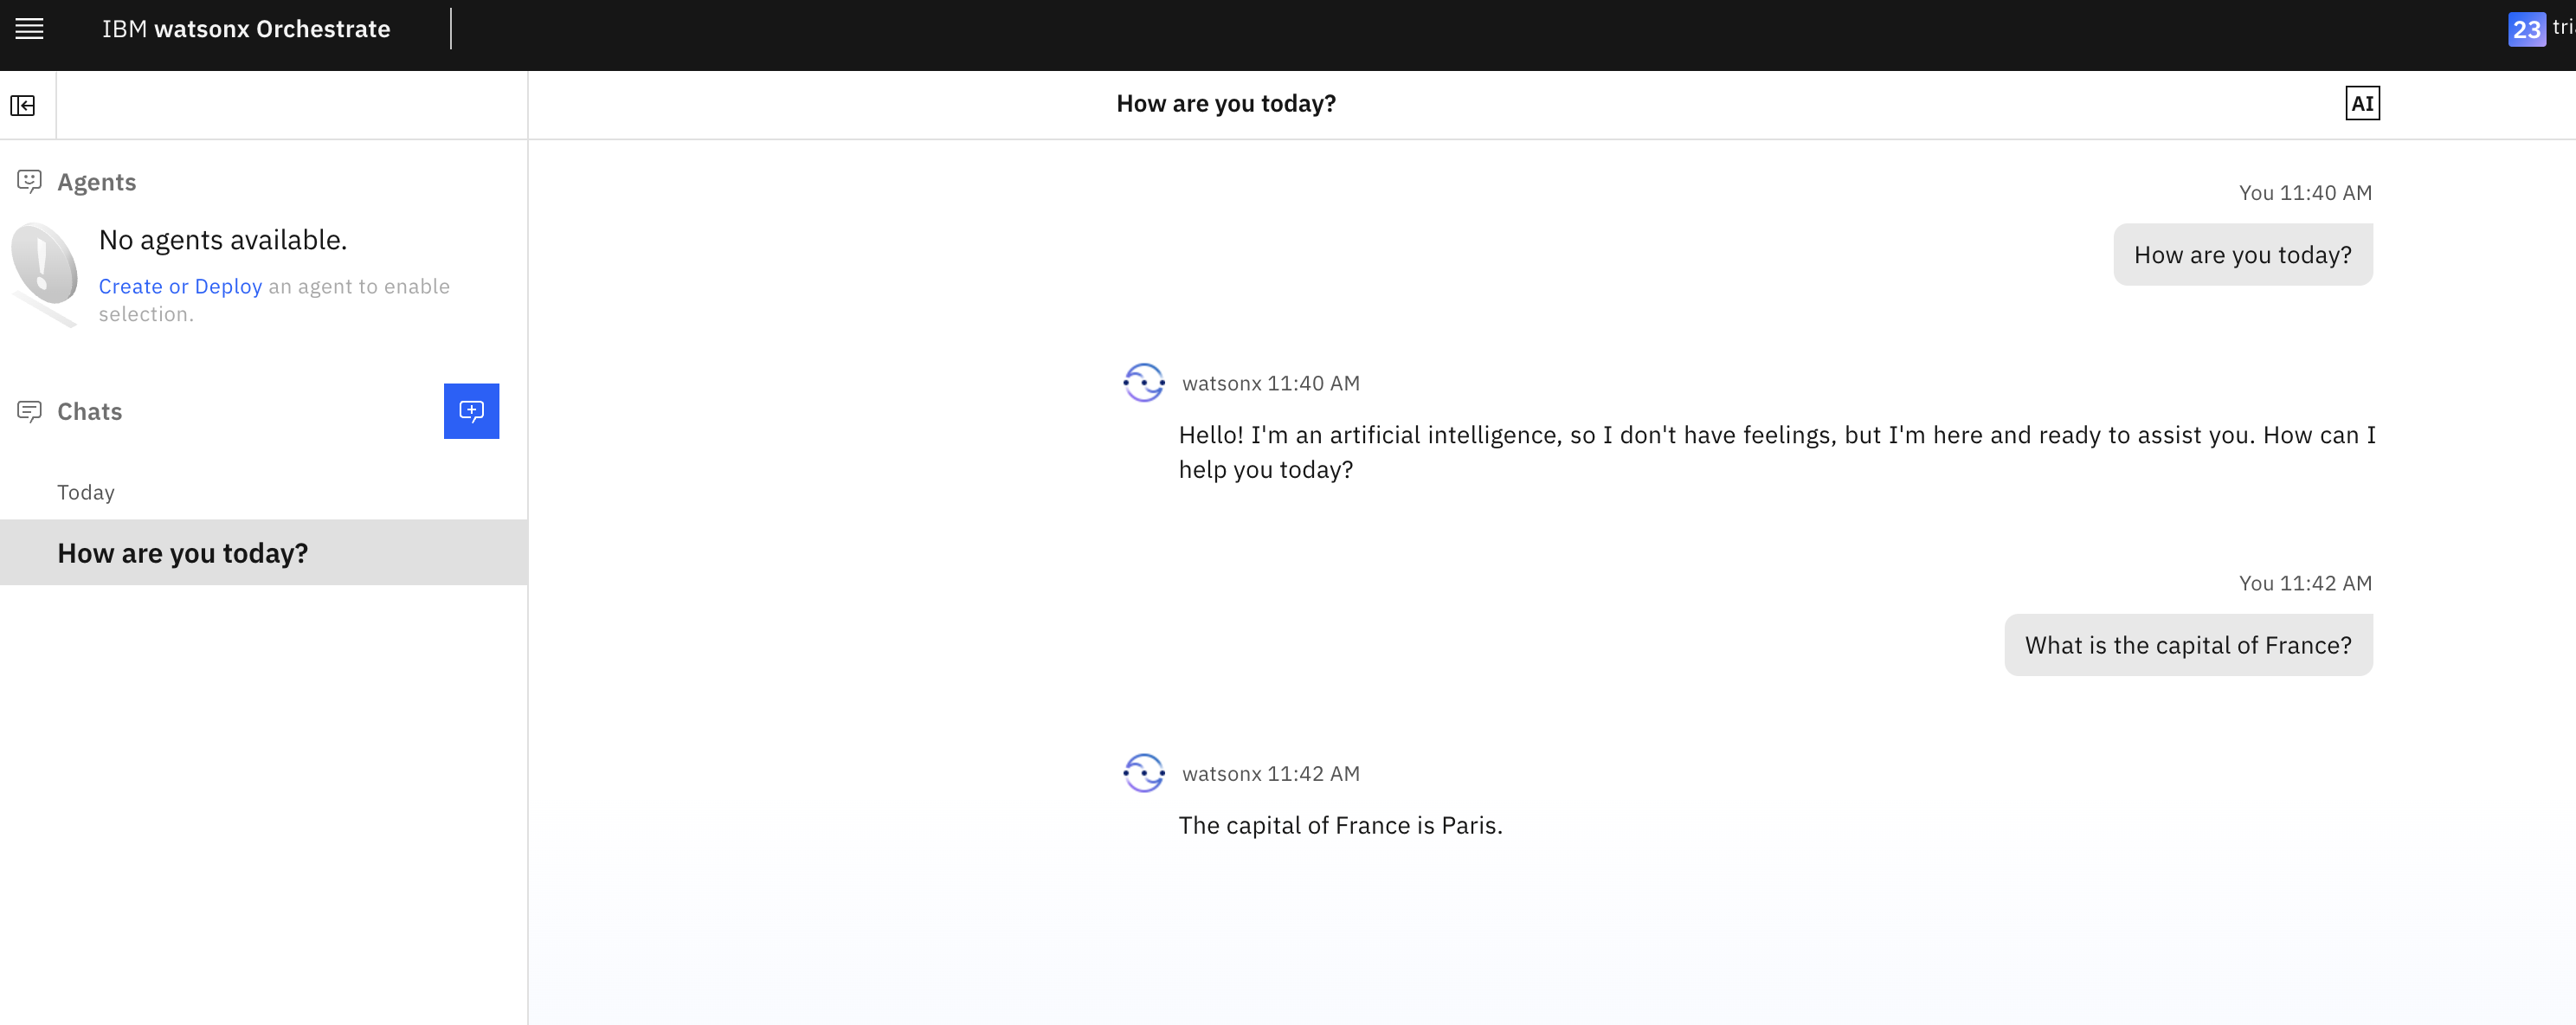 IBM watsonx Orchestrate
23
How are you today?
AI
Agents
No agents available.
Create or Deploy an agent to enable
selection.
Chats
Today
How are you today?
You 11:40 AM
How are you today?
watsonx 11:40 AM
Hello! I'm an artificial intelligence, so I don't have feelings, but I'm here and ready to assist you. How can I
help you today?
You 11:42 AM
What is the capital of France?
watsonx 11:42 AM
The capital of France is Paris.